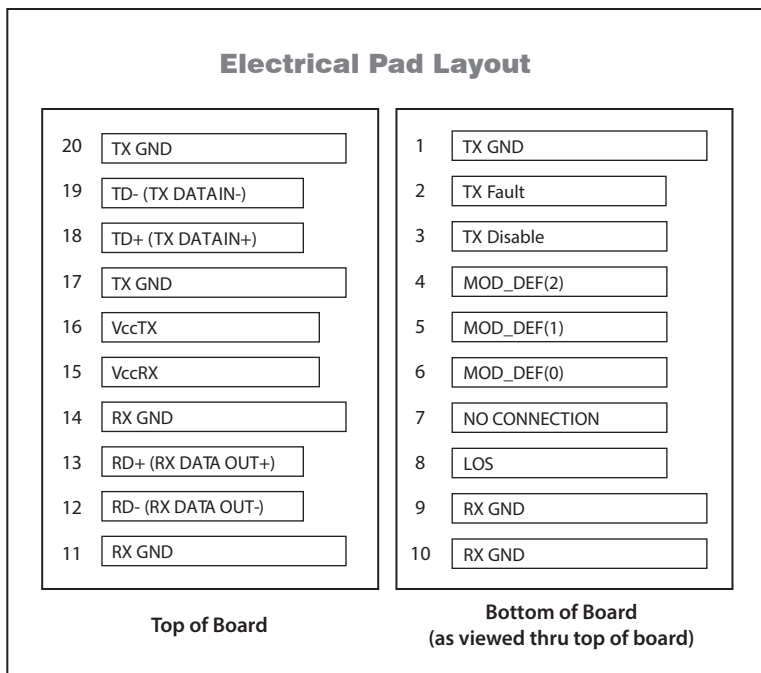 Electrical Pad Layout
20 TX GND
19 TD- (TX DATAIN-)
18 TD+ (TX DATAIN+)
17 TX GND
16 VccTX
15 VccRX
14 RX GND
13 RD+ (RX DATA OUT+)
12 RD- (RX DATA OUT-)
11 RX GND
Top of Board
1 TX GND
2 TX Fault
3 TX Disable
4 MOD_DEF(2)
5 MOD_DEF(1)
6 MOD_DEF(0)
7 NO CONNECTION
8 LOS
9 RX GND
10 RX GND
Bottom of Board
(as viewed thru top of board)